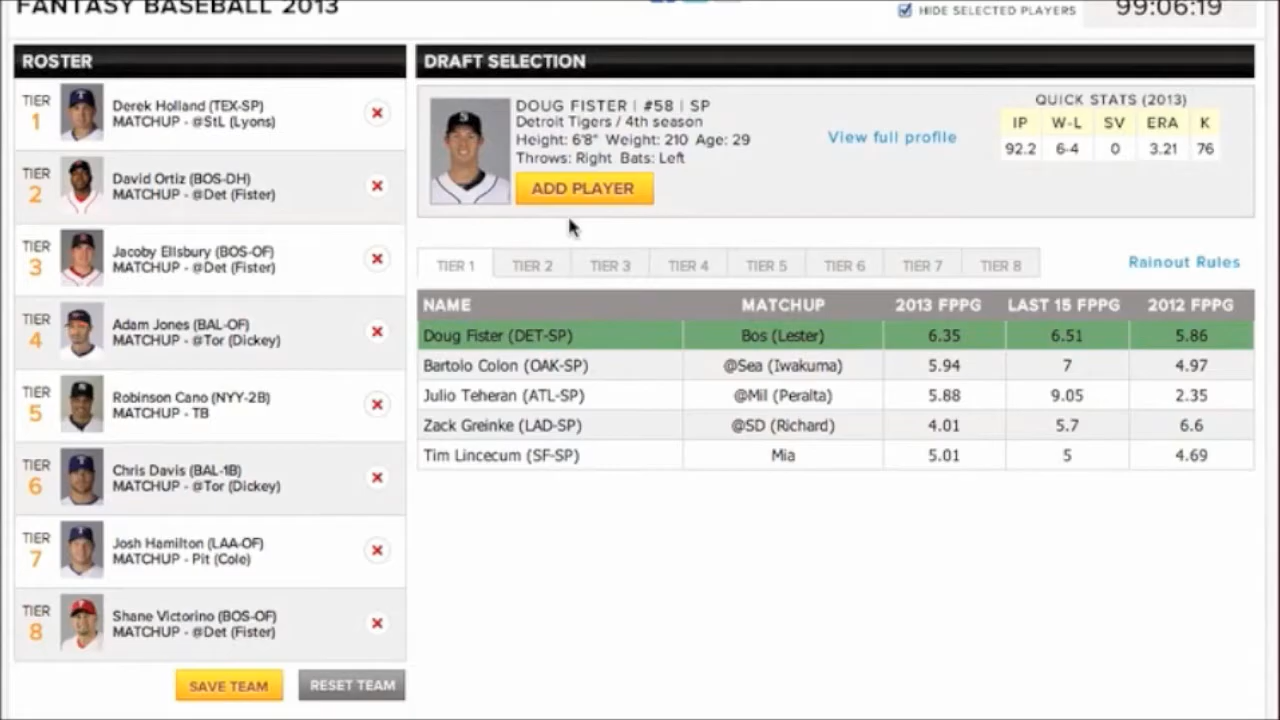 FANTASY BASEBALL 2013
HIDE SELECTED PLAYERS
99:06:19
ROSTER
TIER 1
Derek Holland (TEX-SP)
MATCHUP - @StL (Lyons)
TIER 2
David Ortiz (BOS-DH)
MATCHUP - @Det (Fister)
TIER 3
Jacoby Ellsbury (BOS-OF)
MATCHUP - @Det (Fister)
TIER 4
Adam Jones (BAL-OF)
MATCHUP - @Tor (Dickey)
TIER 5
Robinson Cano (NYY-2B)
MATCHUP - TB
TIER 6
Chris Davis (BAL-1B)
MATCHUP - @Tor (Dickey)
TIER 7
Josh Hamilton (LAA-OF)
MATCHUP - Pit (Cole)
TIER 8
Shane Victorino (BOS-OF)
MATCHUP - @Det (Fister)
SAVE TEAM RESET TEAM
DRAFT SELECTION
DOUG FISTER | #58 | SP
Detroit Tigers / 4th season
Height: 6'8" Weight: 210 Age: 29
Throws: Right Bats: Left
ADD PLAYER
View full profile
QUICK STATS (2013)
IP W-L SV ERA K
92.2 6-4 0 3.21 76
TIER 1 TIER 2 TIER 3 TIER 4 TIER 5 TIER 6 TIER 7 TIER 8
Rainout Rules
NAME MATCHUP 2013 FPPG LAST 15 FPPG 2012 FPPG
Doug Fister (DET-SP) Bos (Lester) 6.35 6.51 5.86
Bartolo Colon (OAK-SP) @Sea (Iwakuma) 5.94 7 4.97
Julio Teheran (ATL-SP) @Mil (Peralta) 5.88 9.05 2.35
Zack Greinke (LAD-SP) @SD (Richard) 4.01 5.7 6.6
Tim Lincecum (SF-SP) Mia 5.01 5 4.69